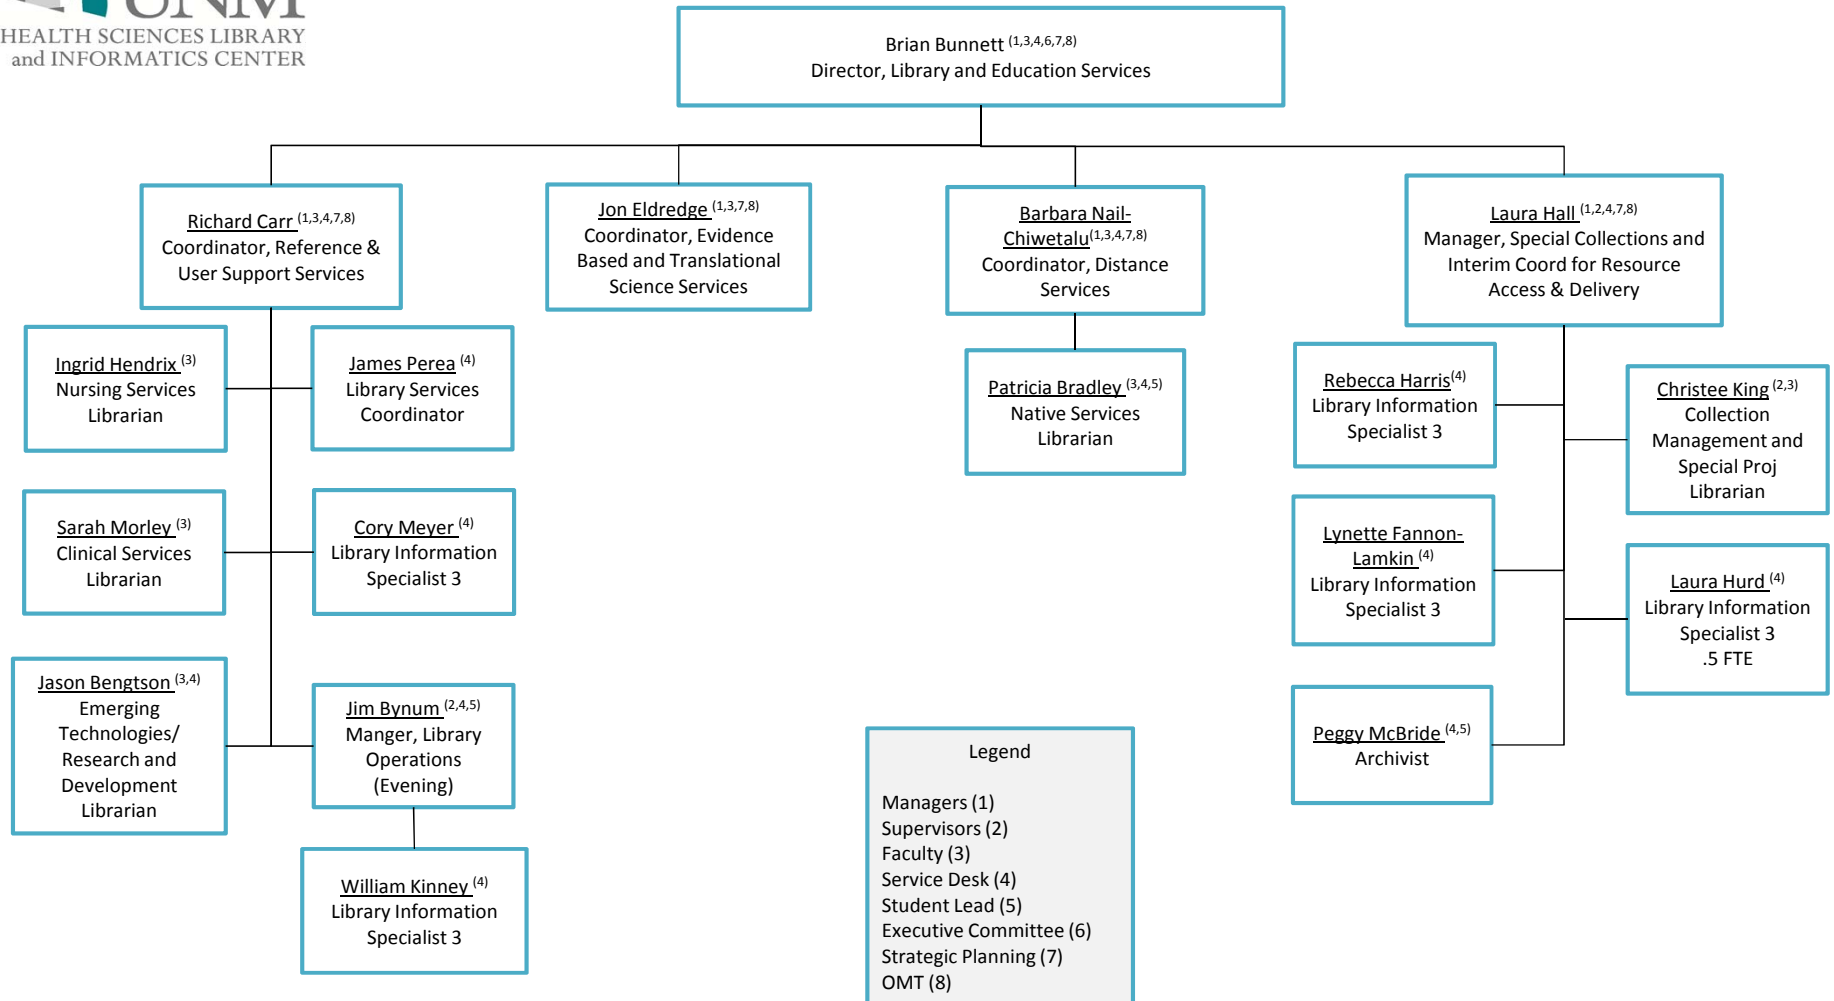 UNM
HEALTH SCIENCES LIBRARY
and INFORMATICS CENTER
Brian Bunnett (1,3,4,6,7,8)
Director, Library and Education Services
Richard Carr (1,3,4,7,8)
Coordinator, Reference &
User Support Services
Jon Eldredge (1,3,7,8)
Coordinator, Evidence
Based and Translational
Science Services
Barbara Nail-
Chiwetalu(1,3,4,7,8)
Coordinator, Distance
Services
Laura Hall (1,2,4,7,8)
Manager, Special Collections and
Interim Coord for Resource
Access & Delivery
Ingrid Hendrix (3)
Nursing Services
Librarian
James Perea (4)
Library Services
Coordinator
Patricia Bradley (3,4,5)
Native Services
Librarian
Rebecca Harris(4)
Library Information
Specialist 3
Christee King (2,3)
Collection
Management and
Special Proj
Librarian
Sarah Morley (3)
Clinical Services
Librarian
Cory Meyer (4)
Library Information
Specialist 3
Lynette Fannon-
Lamkin (4)
Library Information
Specialist 3
Laura Hurd (4)
Library Information
Specialist 3
.5 FTE
Jason Bengtson (3,4)
Emerging
Technologies/
Research and
Development
Librarian
Jim Bynum (2,4,5)
Manger, Library
Operations
(Evening)
Peggy McBride (4,5)
Archivist
William Kinney (4)
Library Information
Specialist 3
Legend
Managers (1)
Supervisors (2)
Faculty (3)
Service Desk (4)
Student Lead (5)
Executive Committee (6)
Strategic Planning (7)
OMT (8)